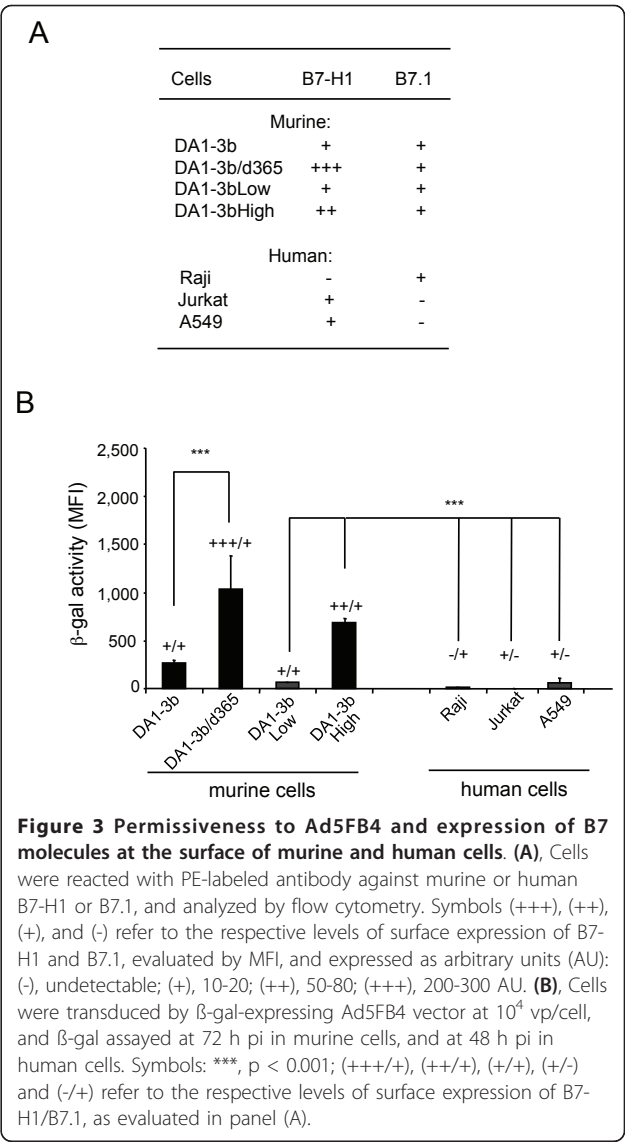 A
Cells B7-H1 B7.1
Murine:
DA1-3b + +
DA1-3b/d365 +++ +
DA1-3bLow + +
DA1-3bHigh ++ +
Human:
Raji - +
Jurkat + -
A549 + -
B
β-gal activity (MFI)
2,500
2,000
1,500
1,000
500
0
***
***
+/+
+++/+
+/+
++/+
-/+
+/-
+/-
DA1-3b
DA1-3b/d365
DA1-3b
Low
DA1-3b
High
Raji
Jurkat
A549
murine cells
human cells
Figure 3 Permissiveness to Ad5FB4 and expression of B7
molecules at the surface of murine and human cells. (A), Cells
were reacted with PE-labeled antibody against murine or human
B7-H1 or B7.1, and analyzed by flow cytometry. Symbols (+++), (++),
(+), and (-) refer to the respective levels of surface expression of B7-
H1 and B7.1, evaluated by MFI, and expressed as arbitrary units (AU):
(-), undetectable; (+), 10-20; (++), 50-80; (+++), 200-300 AU. (B), Cells
were transduced by ß-gal-expressing Ad5FB4 vector at 10⁴ vp/cell,
and ß-gal assayed at 72 h pi in murine cells, and at 48 h pi in
human cells. Symbols: ***, p < 0.001; (+++/+), (++/+), (+/+), (+/-)
and (-/+) refer to the respective levels of surface expression of B7-
H1/B7.1, as evaluated in panel (A).